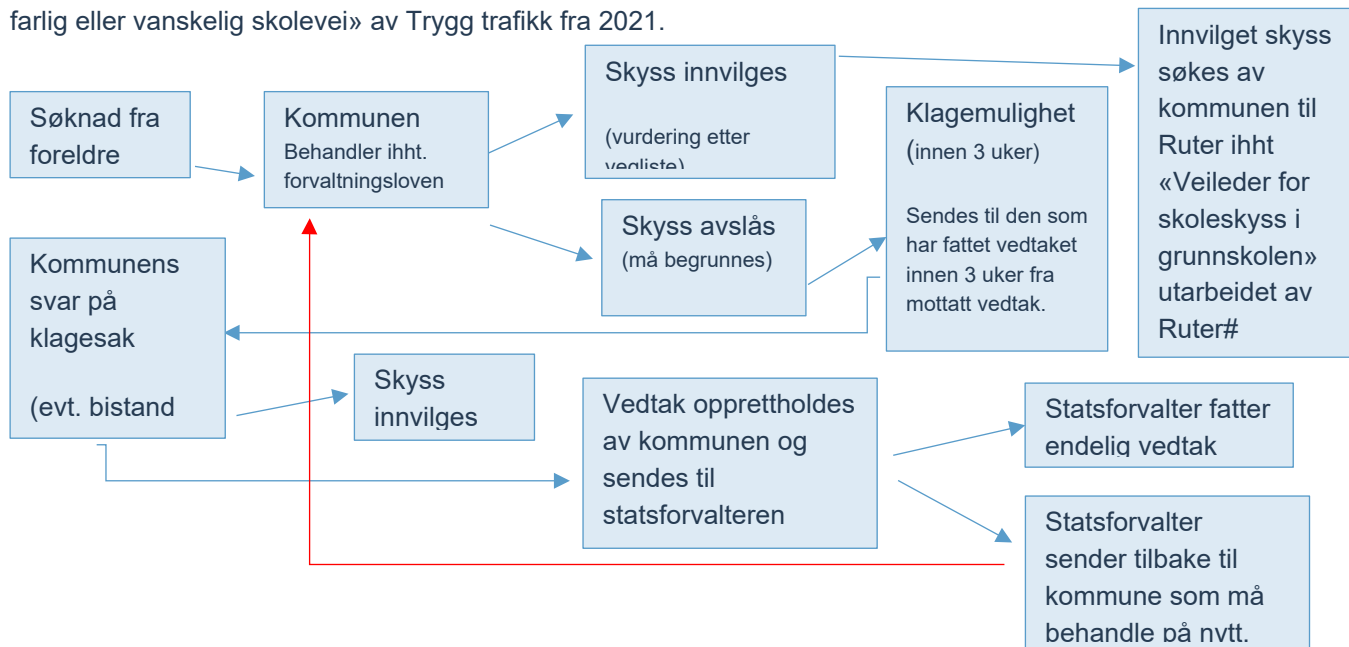 farlig eller vanskelig skolevei» av Trygg trafikk fra 2021.
Søknad fra
foreldre
Kommunen
Behandler ihht.
forvaltningsloven
Skyss innvilges
(vurdering etter
vegliste)
Skyss avslås
(må begrunnes)
Klagemulighet
(innen 3 uker)
Sendes til den som
har fattet vedtaket
innen 3 uker fra
mottatt vedtak.
Innvilget skyss
søkes av
kommunen til
Ruter ihht
«Veileder for
skoleskyss i
grunnskolen»
utarbeidet av
Ruter#
Kommunens
svar på
klagesak
(evt. bistand
Skyss
innvilges
Vedtak opprettholdes
av kommunen og
sendes til
statsforvalteren
Statsforvalter fatter
endelig vedtak
Statsforvalter
sender tilbake til
kommune som må
behandle på nytt.